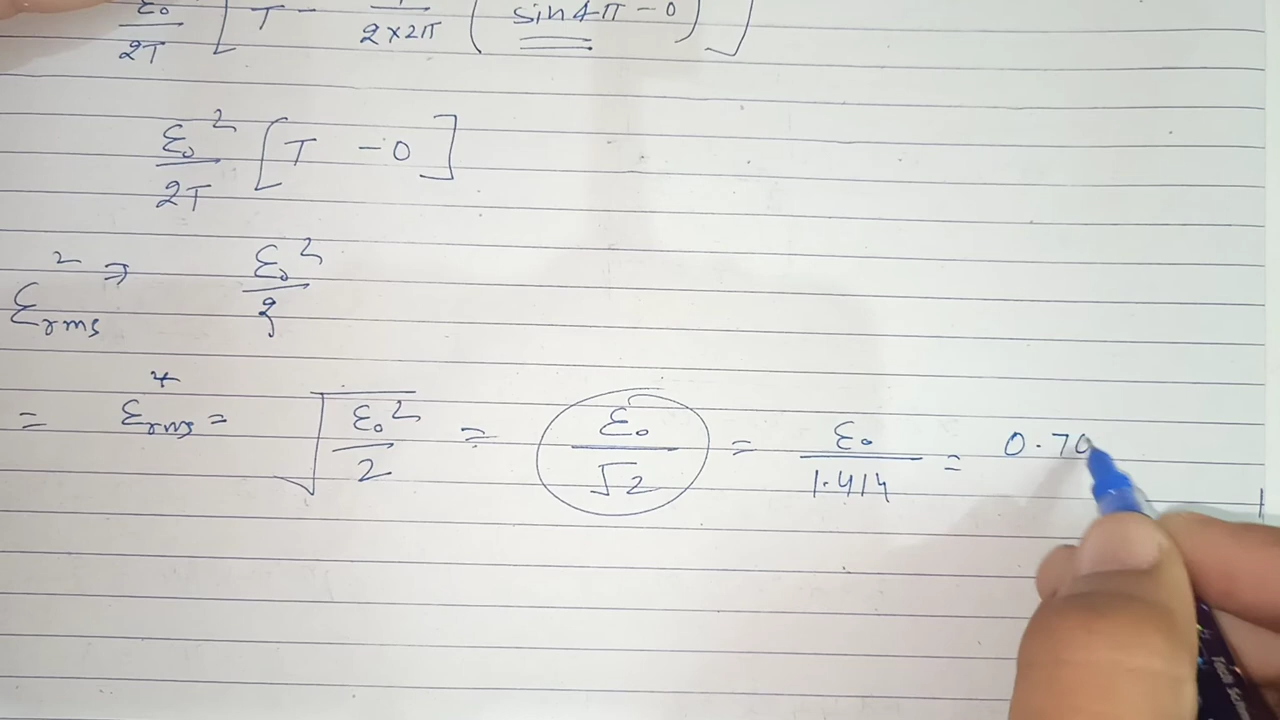 ε₀/2T [ T - 1/(2×2π) ( sin4π - 0 ) ]
ε₀²/2T [ T - 0 ]
ε²rms ⇒ ε₀²/2
= εrms = √(ε₀²/2) = ε₀/√2 = ε₀/1.414 = 0.70